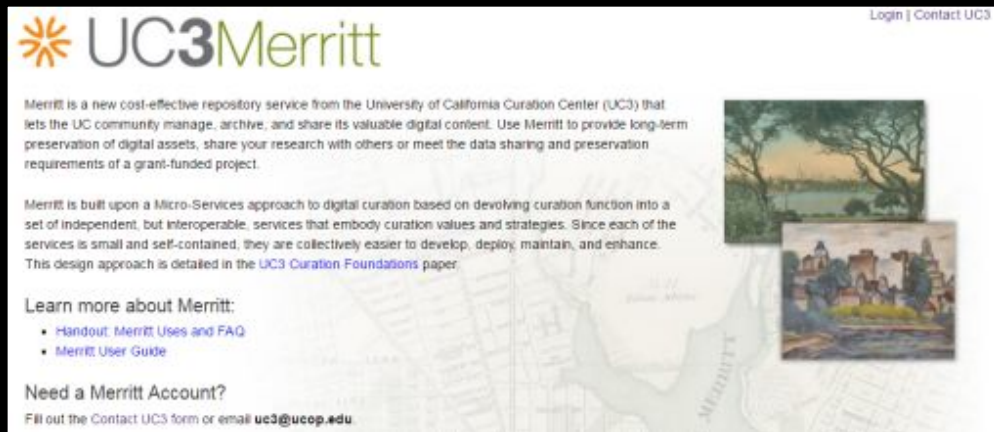 Login | Contact UC3
UC3Merritt
Merritt is a new cost-effective repository service from the University of California Curation Center (UC3) that
lets the UC community manage, archive, and share its valuable digital content. Use Merritt to provide long-term
preservation of digital assets, share your research with others or meet the data sharing and preservation
requirements of a grant-funded project.
Merritt is built upon a Micro-Services approach to digital curation based on devolving curation function into a
set of independent, but interoperable, services that embody curation values and strategies. Since each of the
services is small and self-contained, they are collectively easier to develop, deploy, maintain, and enhance.
This design approach is detailed in the UC3 Curation Foundations paper.
Learn more about Merritt:
• Handout: Merritt Uses and FAQ
• Merritt User Guide
Need a Merritt Account?
Fill out the Contact UC3 form or email uc3@ucop.edu.
MERRITT